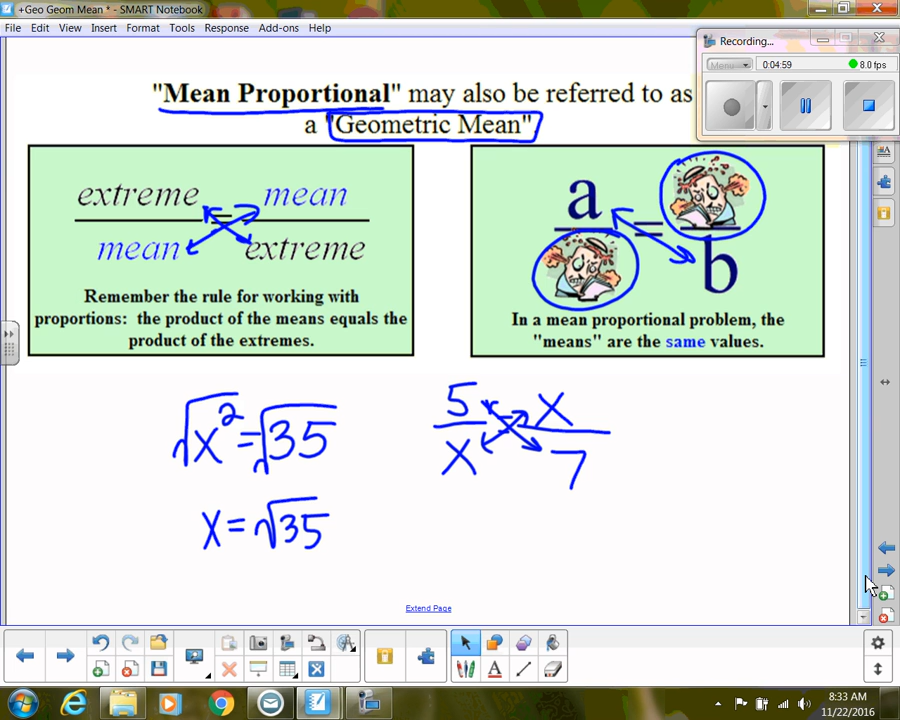 +Geo Geom Mean * - SMART Notebook
File Edit View Insert Format Tools Response Add-ons Help
Recording...
Menu 0:04:59 8.0 fps
"Mean Proportional" may also be referred to as
a "Geometric Mean".
extreme = mean
mean extreme
Remember the rule for working with
proportions: the product of the means equals the
product of the extremes.
a =
b
In a mean proportional problem, the
"means" are the same values.
√x² = √35
x = √35
5 = x
x 7
Extend Page
8:33 AM
11/22/2016